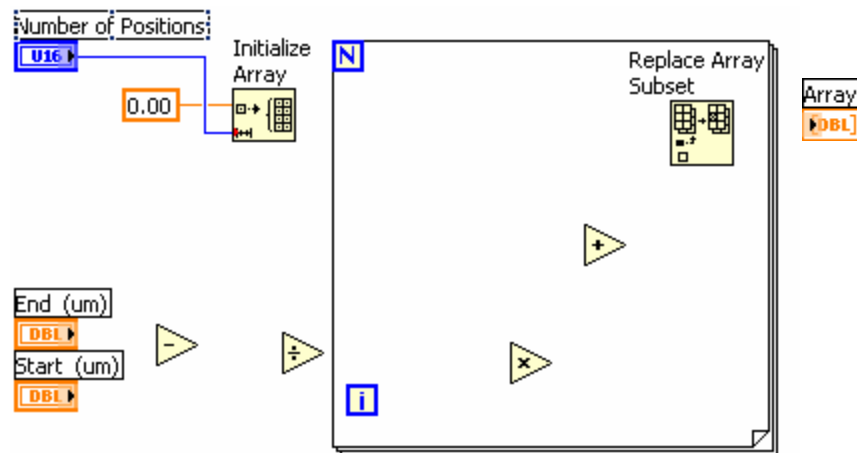 Number of Positions
U16
Initialize
Array
0.00
N
Replace Array
Subset
Array
DBL
+
End (um)
DBL
-
÷
×
Start (um)
DBL
i